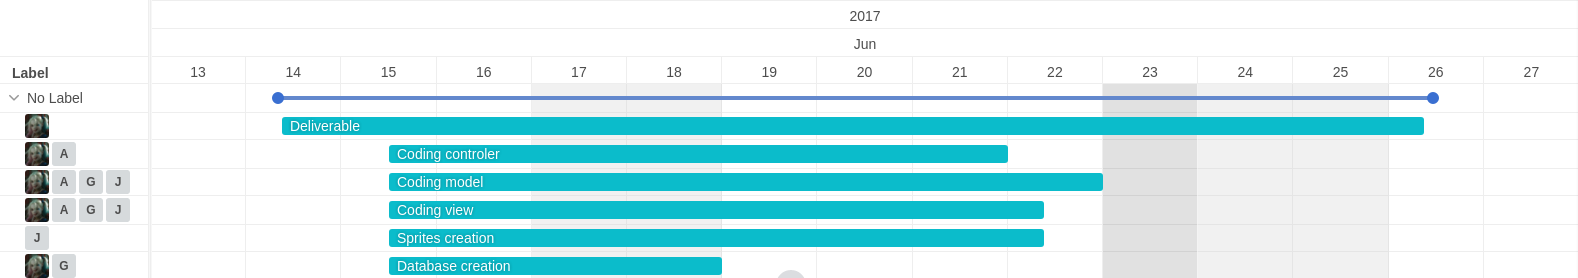 2017
Jun
Label 13 14 15 16 17 18 19 20 21 22 23 24 25 26 27
No Label
Deliverable
A Coding controler
A G J Coding model
A G J Coding view
J Sprites creation
G Database creation